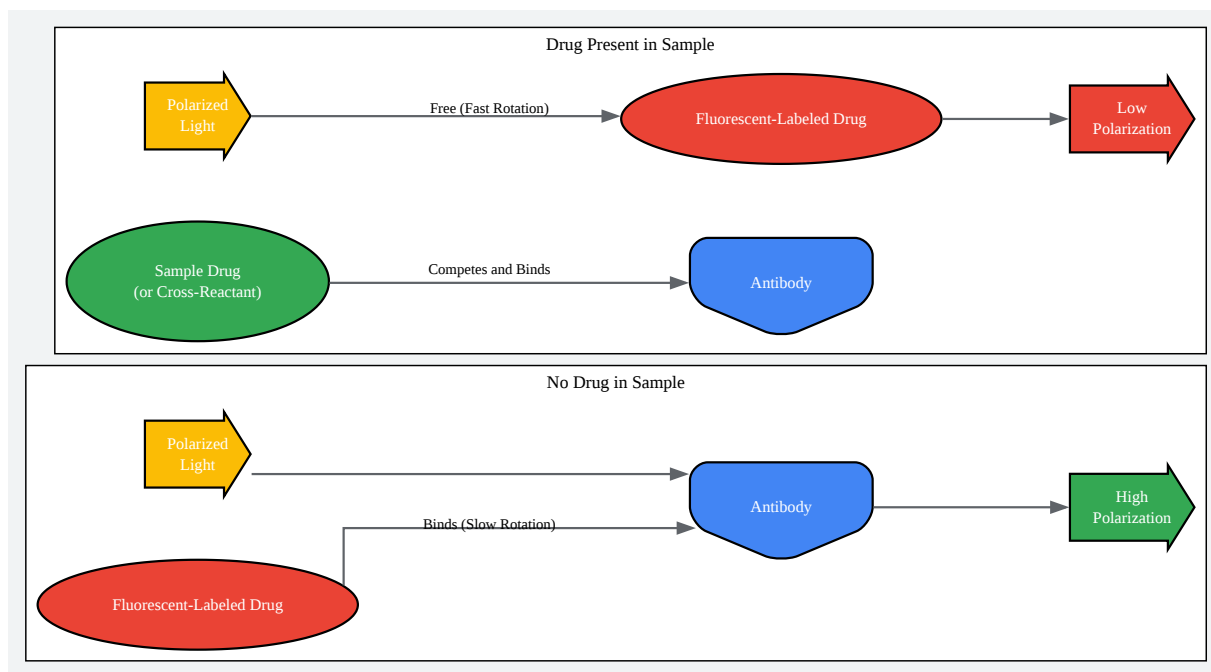 Drug Present in Sample
Polarized
Light
Free (Fast Rotation)
Fluorescent-Labeled Drug
Low
Polarization
Sample Drug
(or Cross-Reactant)
Competes and Binds
Antibody
No Drug in Sample
Polarized
Light
Antibody
High
Polarization
Binds (Slow Rotation)
Fluorescent-Labeled Drug